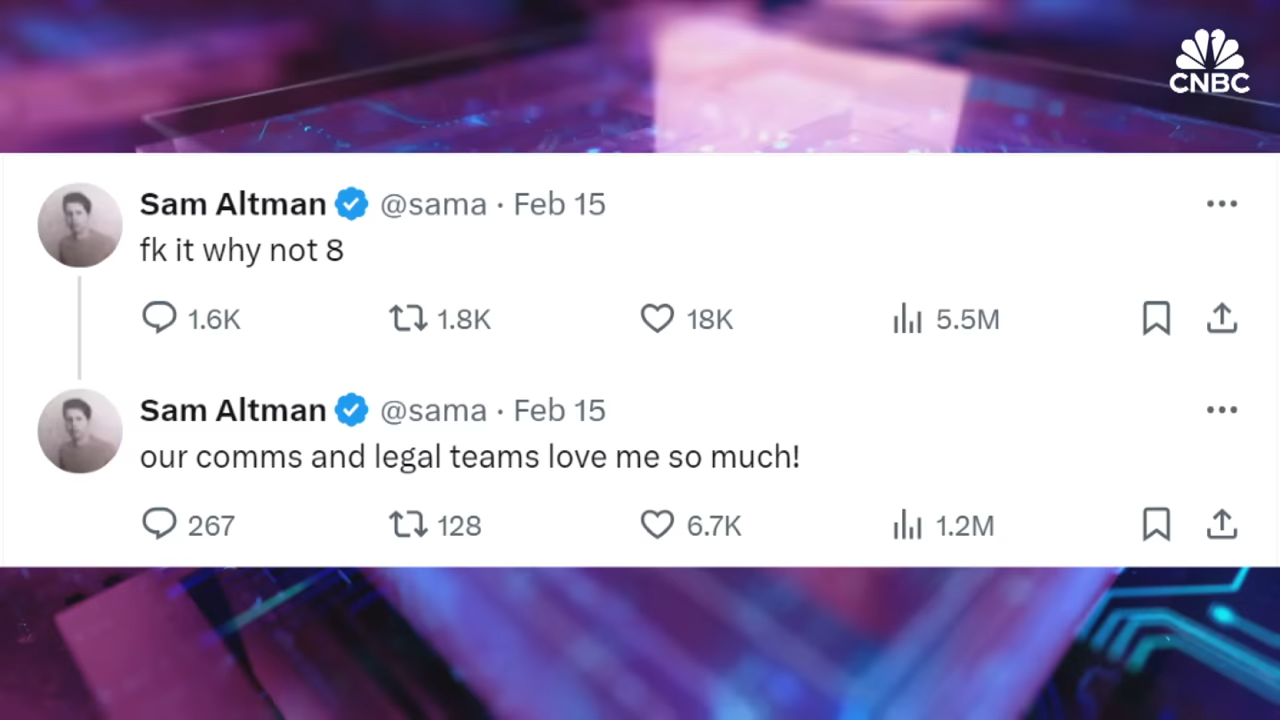 CNBC
Sam Altman @sama · Feb 15
fk it why not 8
1.6K 1.8K 18K 5.5M
Sam Altman @sama · Feb 15
our comms and legal teams love me so much!
267 128 6.7K 1.2M